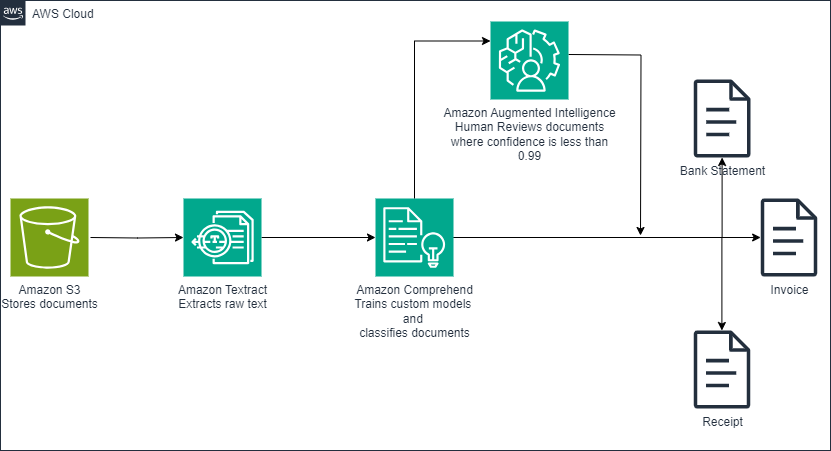 aws
AWS Cloud
Amazon Augmented Intelligence
Human Reviews documents
where confidence is less than
0.99
Bank Statement
Amazon S3
Stores documents
Amazon Textract
Extracts raw text
Amazon Comprehend
Trains custom models
and
classifies documents
Invoice
Receipt